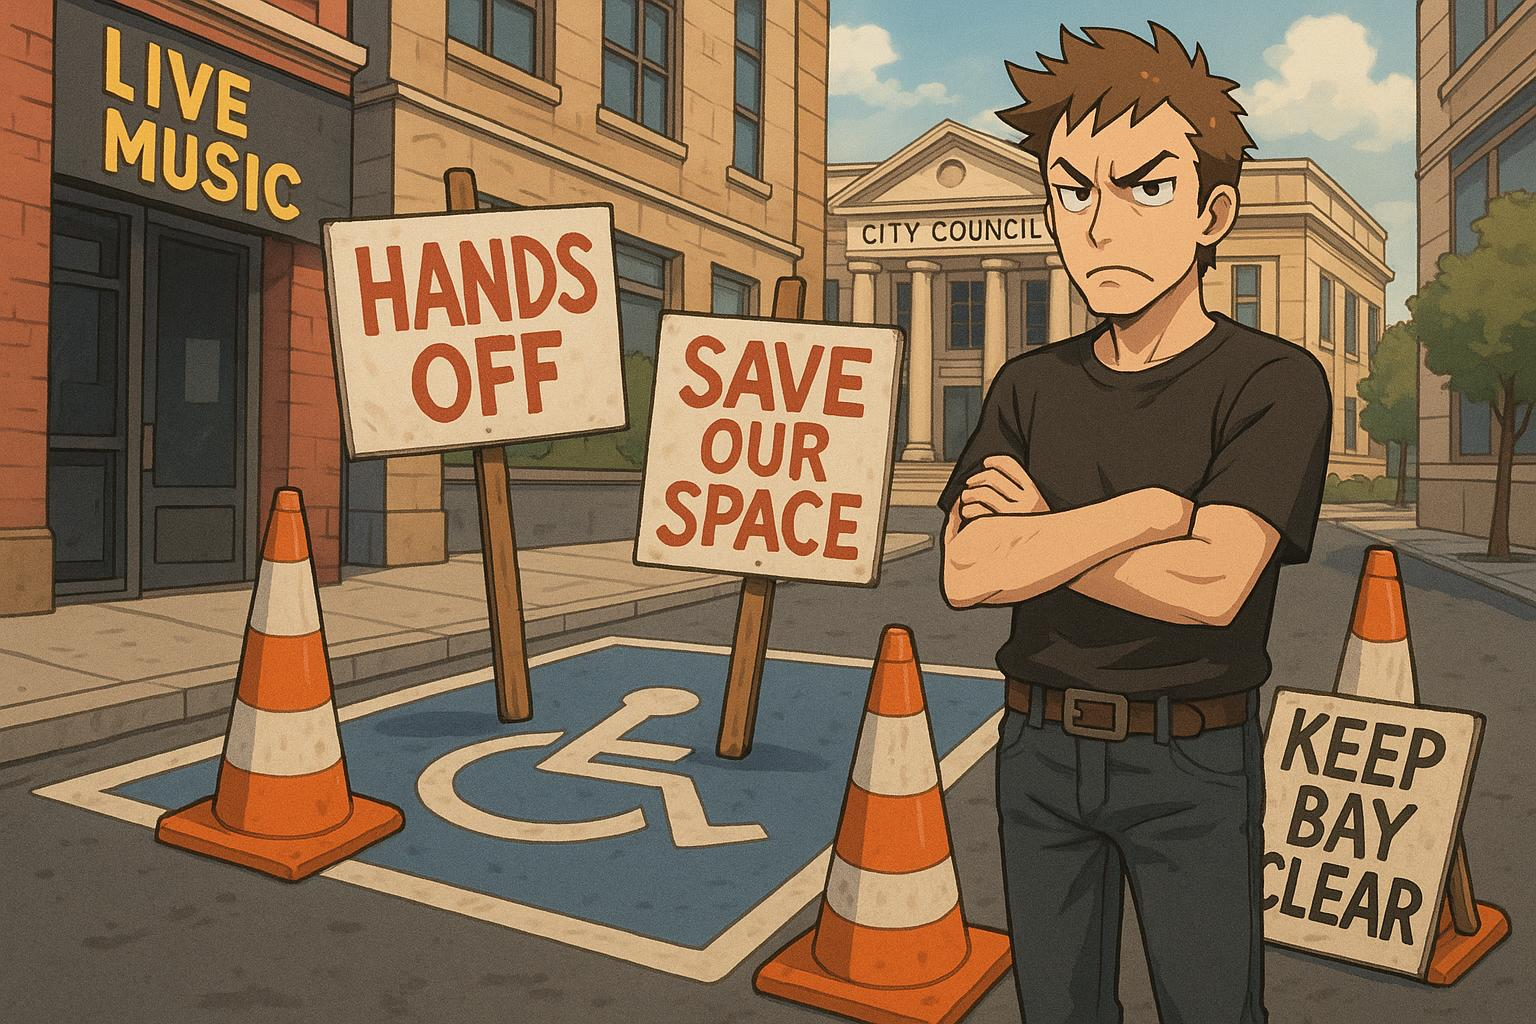 LIVE
MUSIC
HANDS
OFF
SAVE
OUR
SPACE
CITY COUNCIL
KEEP
BAY
CLEAR